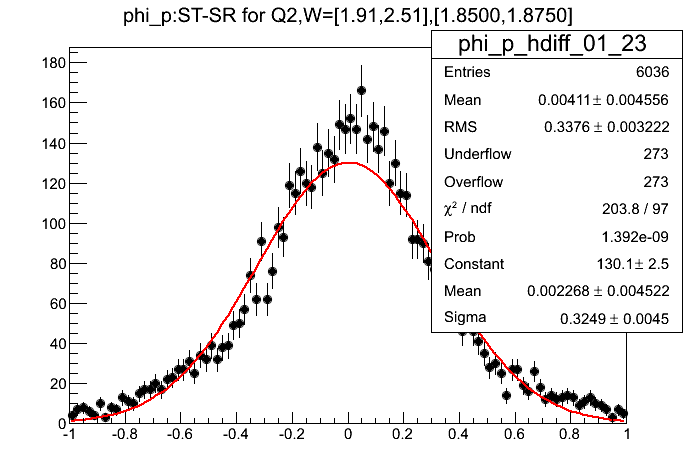 phi_p:ST-SR for Q2,W=[1.91,2.51],[1.8500,1.8750]
phi_p_hdiff_01_23
Entries 6036
Mean 0.00411 ± 0.004556
RMS 0.3376 ± 0.003222
Underflow 273
Overflow 273
χ² / ndf 203.8 / 97
Prob 1.392e-09
Constant 130.1 ± 2.5
Mean 0.002268 ± 0.004522
Sigma 0.3249 ± 0.0045
180
160
140
120
100
80
60
40
20
0
-1 -0.8 -0.6 -0.4 -0.2 0 0.2 0.4 0.6 0.8 1